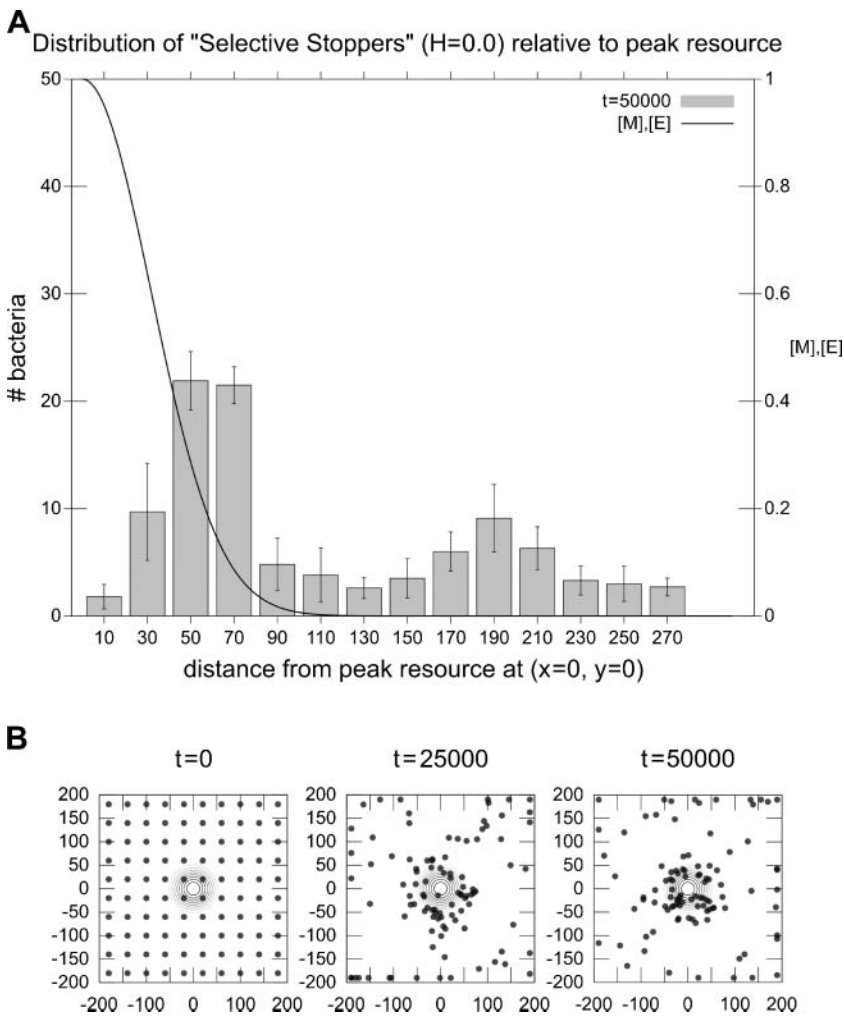 A
Distribution of "Selective Stoppers" (H=0.0) relative to peak resource
50 1
t=50000
[M],[E]
40 0.8
30 0.6
# bacteria
[M],[E]
20 0.4
10 0.2
0 0
10 30 50 70 90 110 130 150 170 190 210 230 250 270
distance from peak resource at (x=0, y=0)
B
t=0 t=25000 t=50000
200 200 200
150 150 150
100 100 100
50 50 50
0 0 0
-50 -50 -50
-100 -100 -100
-150 -150 -150
-200 -200 -200
-200 -100 0 100 200 -200 -100 0 100 200 -200 -100 0 100 200